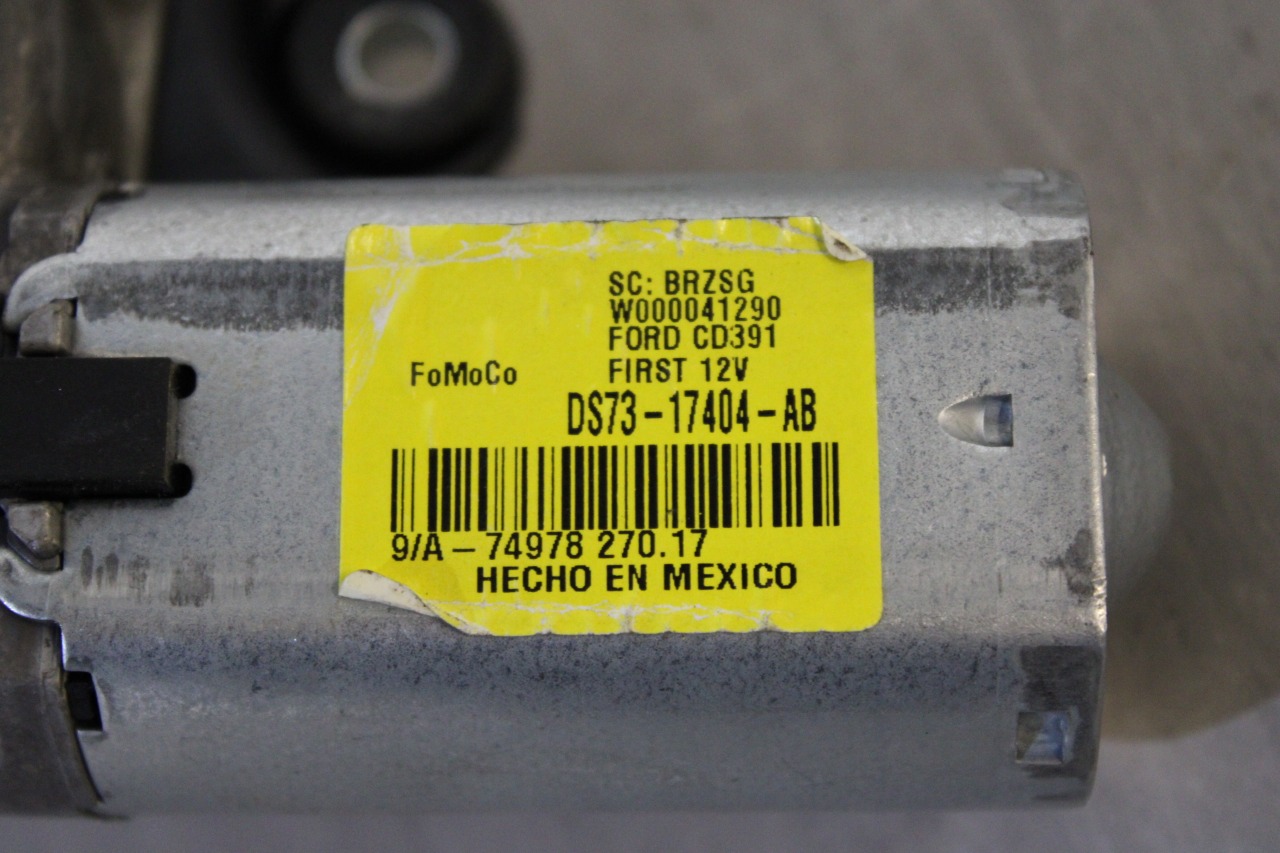 SC: BRZSG
W000041290
FORD CD391
FoMoCo FIRST 12V
DS73-17404-AB
9/A-74978 270.17
HECHO EN MEXICO